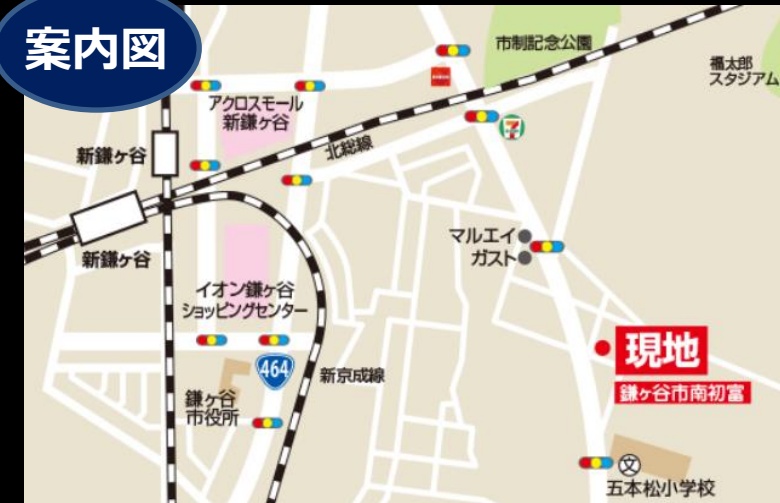 案内図
市制記念公園
福太郎
スタジアム
アクロスモール
新鎌ヶ谷
北総線
新鎌ヶ谷
新鎌ヶ谷
マルエイ
ガスト
イオン鎌ヶ谷
ショッピングセンター
464
新京成線
現地
鎌ヶ谷市南初富
鎌ヶ谷
市役所
文
五本松小学校
7